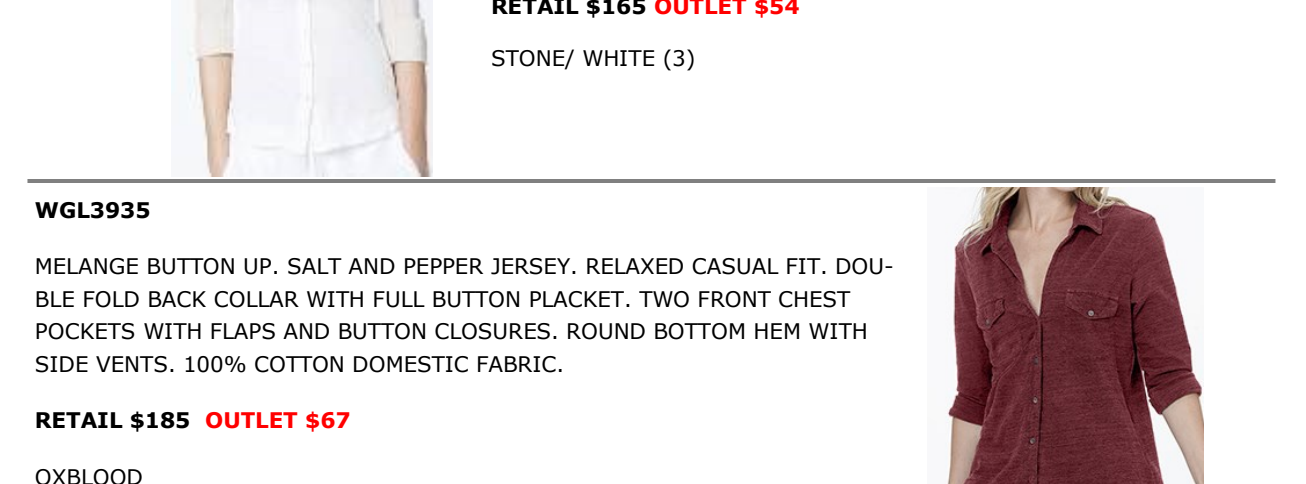 RETAIL $165 OUTLET $54
STONE/ WHITE (3)
WGL3935
MELANGE BUTTON UP. SALT AND PEPPER JERSEY. RELAXED CASUAL FIT. DOU-
BLE FOLD BACK COLLAR WITH FULL BUTTON PLACKET. TWO FRONT CHEST
POCKETS WITH FLAPS AND BUTTON CLOSURES. ROUND BOTTOM HEM WITH
SIDE VENTS. 100% COTTON DOMESTIC FABRIC.
RETAIL $185 OUTLET $67
OXBLOOD